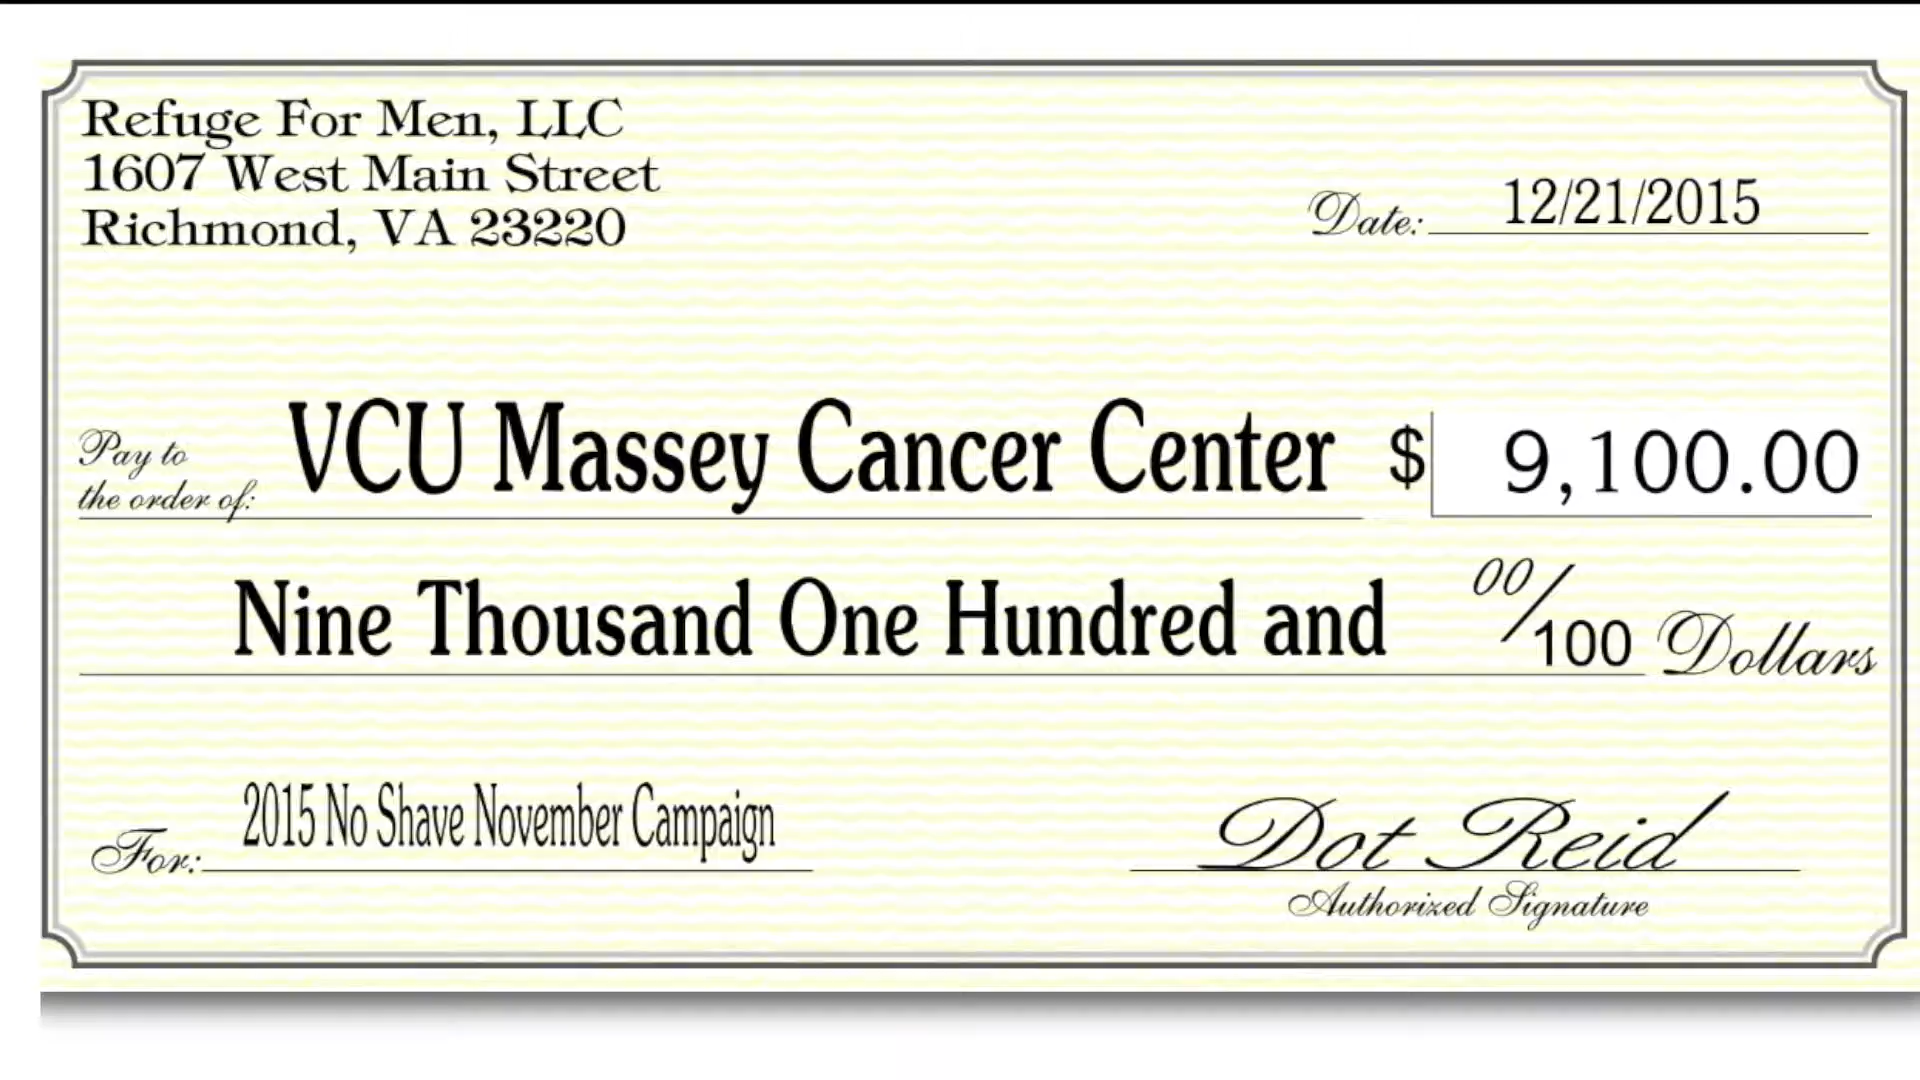 Refuge For Men, LLC
1607 West Main Street
Richmond, VA 23220
Date: 12/21/2015
Pay to
the order of: VCU Massey Cancer Center $ 9,100.00
Nine Thousand One Hundred and 00/100 Dollars
For: 2015 No Shave November Campaign
Dot Reid
Authorized Signature